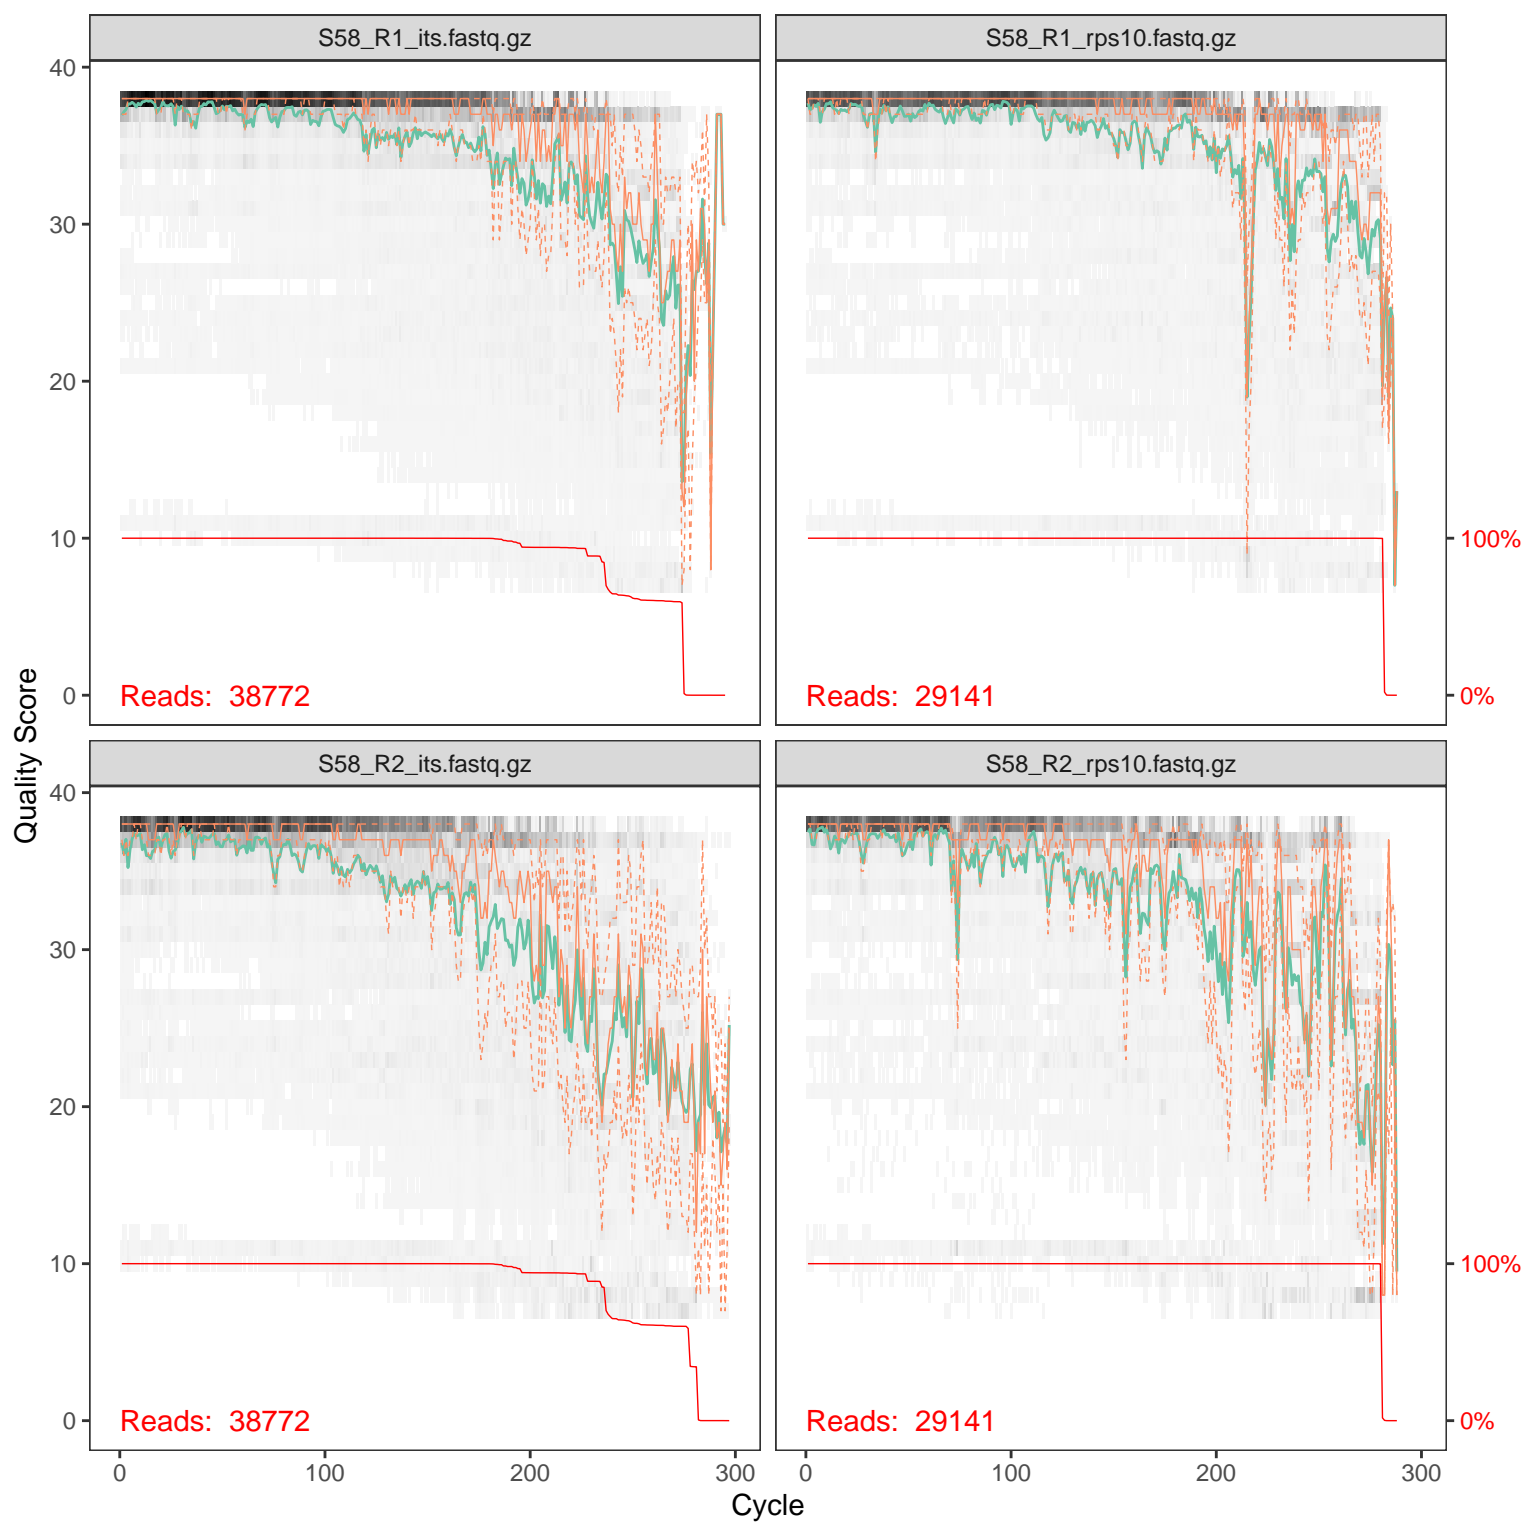 S58_R1_its.fastq.gz
S58_R1_rps10.fastq.gz
40
30
20
10
0
100%
0%
Reads: 38772
Reads: 29141
Quality Score
S58_R2_its.fastq.gz
S58_R2_rps10.fastq.gz
40
30
20
10
0
100%
0%
Reads: 38772
Reads: 29141
0
100
200
300
0
100
200
300
Cycle